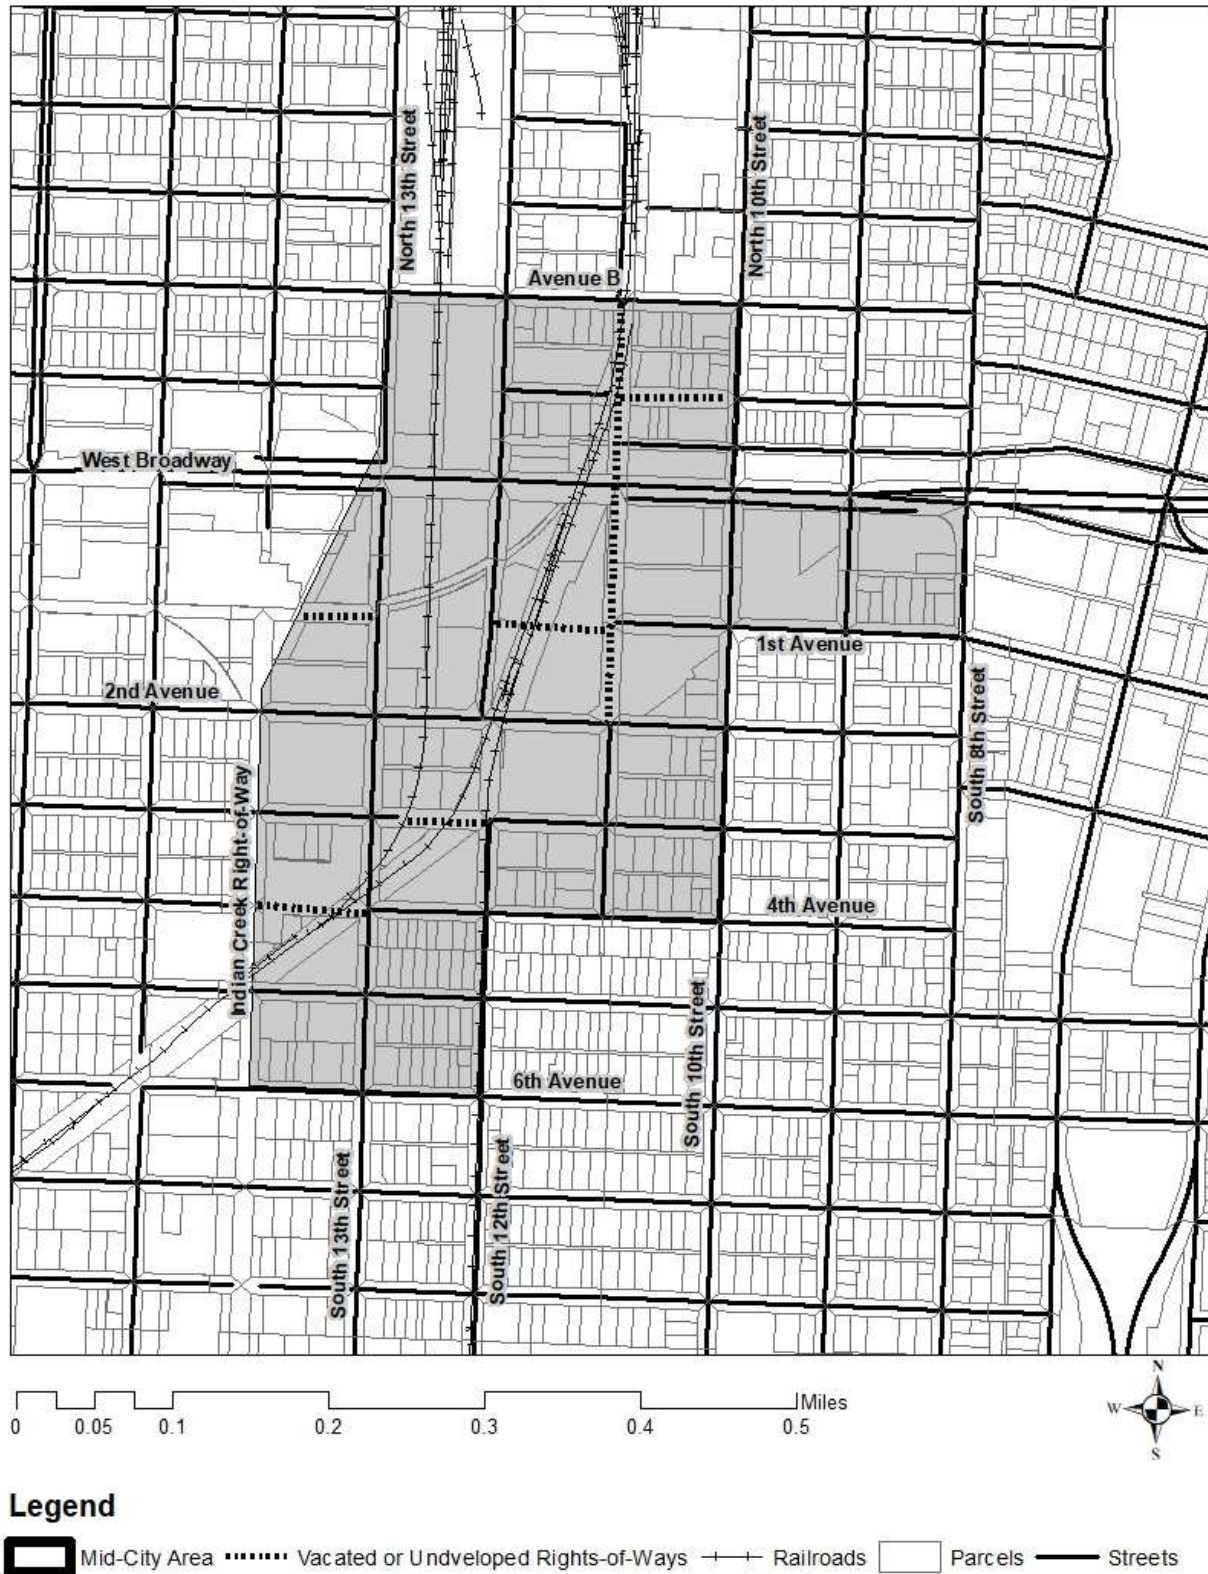 North 13th Street
North 10th Street
Avenue B
West Broadway
1st Avenue
2nd Avenue
South 8th Street
Indian Creek Right-of-Way
4th Avenue
South 10th Street
6th Avenue
South 13th Street
South 12th Street
Miles
0 0.05 0.1 0.2 0.3 0.4 0.5
N
W E
S
Legend
Mid-City Area Vacated or Undveloped Rights-of-Ways Railroads Parcels Streets